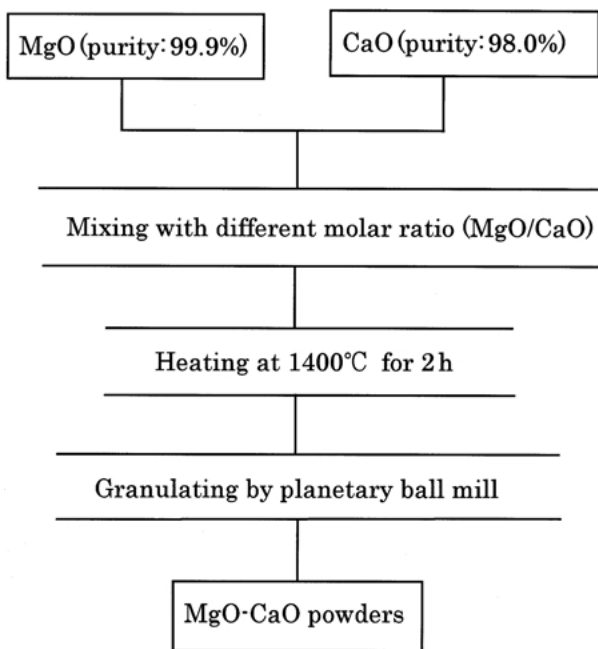 MgO (purity: 99.9%)
CaO (purity: 98.0%)
Mixing with different molar ratio (MgO/CaO)
Heating at 1400℃ for 2h
Granulating by planetary ball mill
MgO-CaO powders